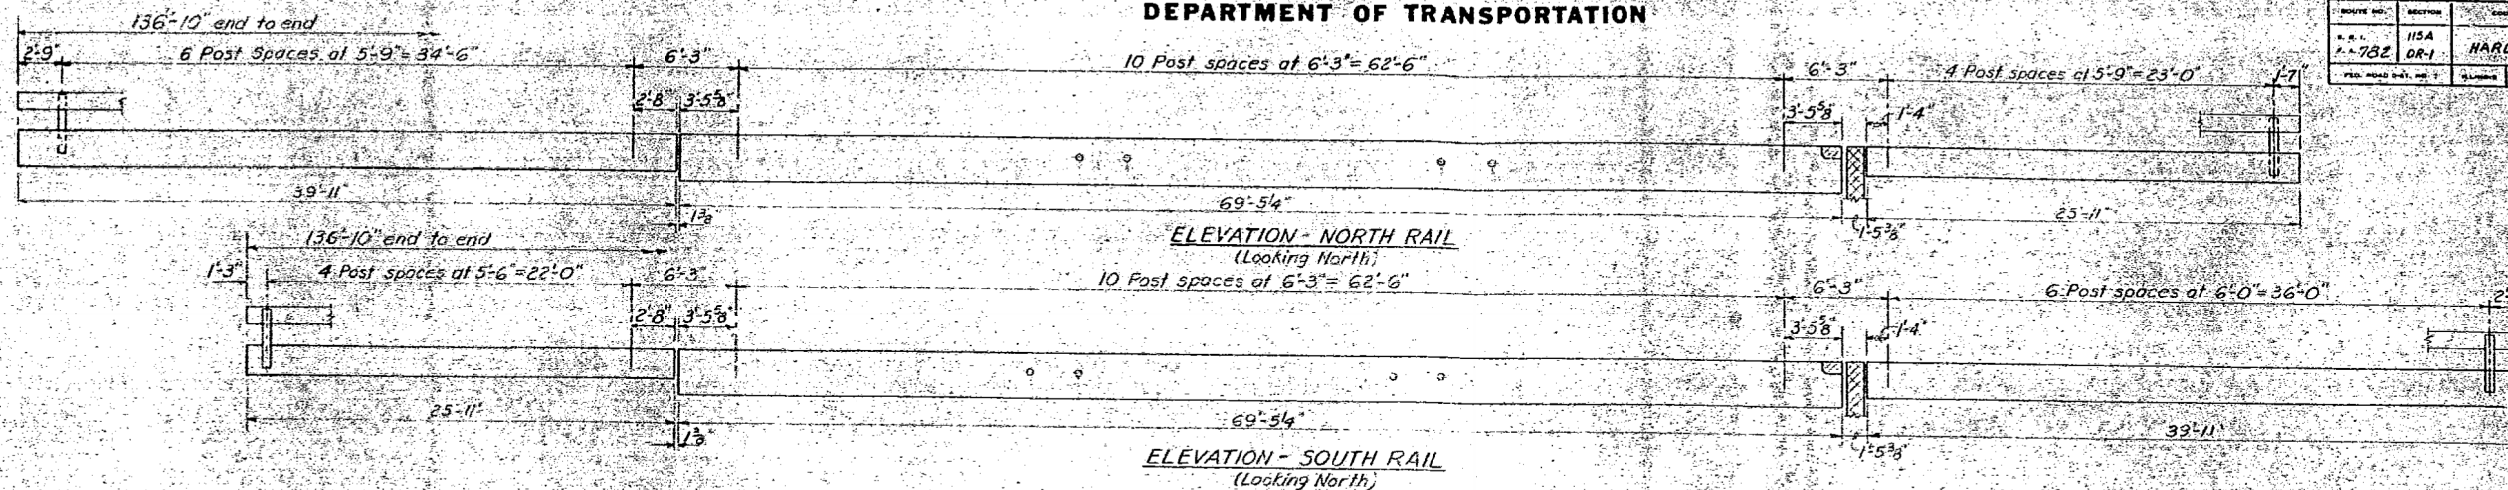 DEPARTMENT OF TRANSPORTATION
ROUTE NO. SECTION
115A
782 OR-1
136'-10" end to end
2'-9" 6 Post Spaces at 5'-9" = 34'-6" 6'-3" 10 Post spaces at 6'-3" = 62'-6" 6'-3" 4 Post spaces at 5'-9" = 23'-0" 1'-7"
2'-8" 3'-5⅝" 3'-5⅝" 1'-4"
39'-11" 69'-5¼" 25-11"
1⅜" 1'-5⅜"
ELEVATION - NORTH RAIL
(Looking North)
136'-10" end to end
1'-3" 4 Post spaces at 5'-6" = 22'-0" 6'-3" 10 Post spaces at 6'-3" = 62'-6" 6'-3" 6 Post spaces at 6'-0" = 36'-0"
2'-8" 3'-5⅝" 3'-5⅝" 1'-4"
25-11" 69'-5¼" 39'-11"
1⅜" 1'-5⅜"
ELEVATION - SOUTH RAIL
(Looking North)